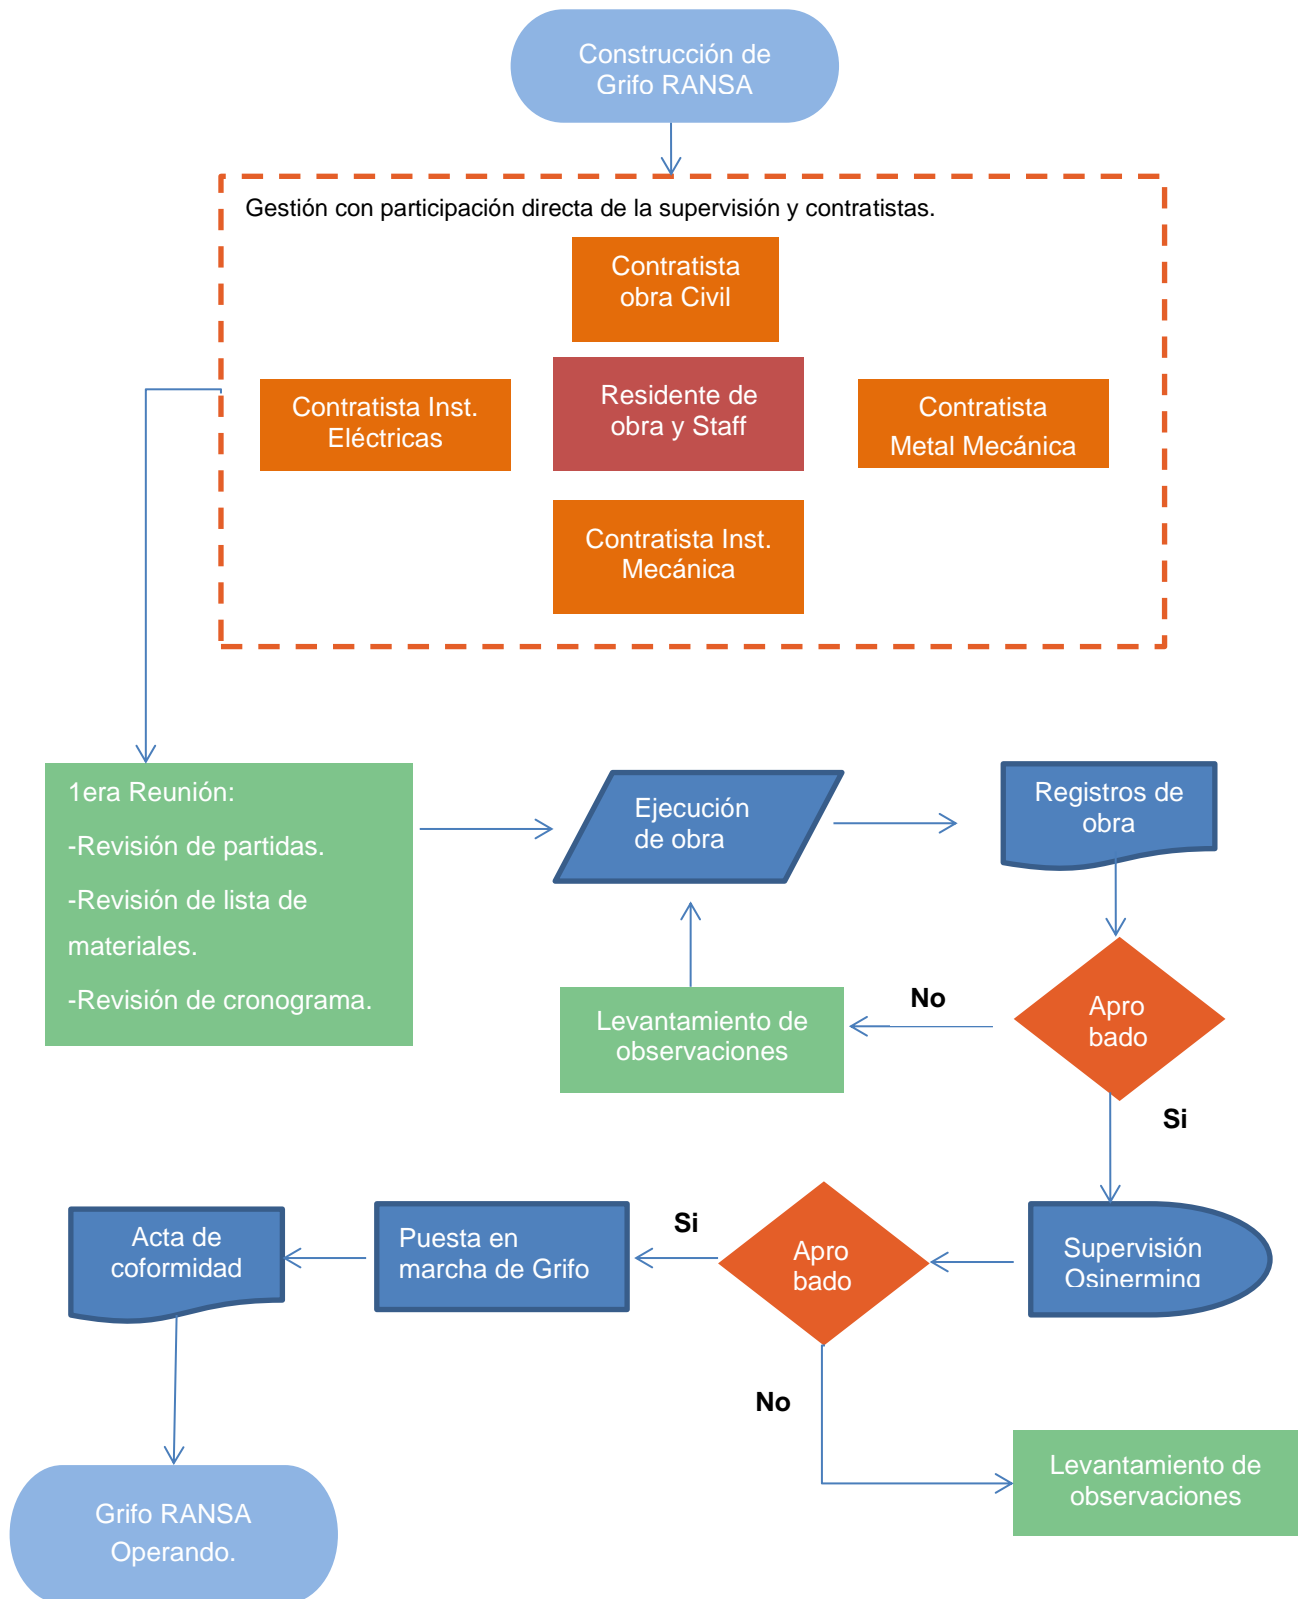 Construcción de
Grifo RANSA
Gestión con participación directa de la supervisión y contratistas.
Contratista
obra Civil
Contratista Inst.
Eléctricas
Residente de
obra y Staff
Contratista
Metal Mecánica
Contratista Inst.
Mecánica
1era Reunión:
-Revisión de partidas.
-Revisión de lista de
materiales.
-Revisión de cronograma.
Ejecución
de obra
Registros de
obra
Apro
bado
No
Levantamiento de
observaciones
Si
Supervisión
Osinerming
Apro
bado
Si
Puesta en
marcha de Grifo
Acta de
coformidad
No
Levantamiento de
observaciones
Grifo RANSA
Operando.